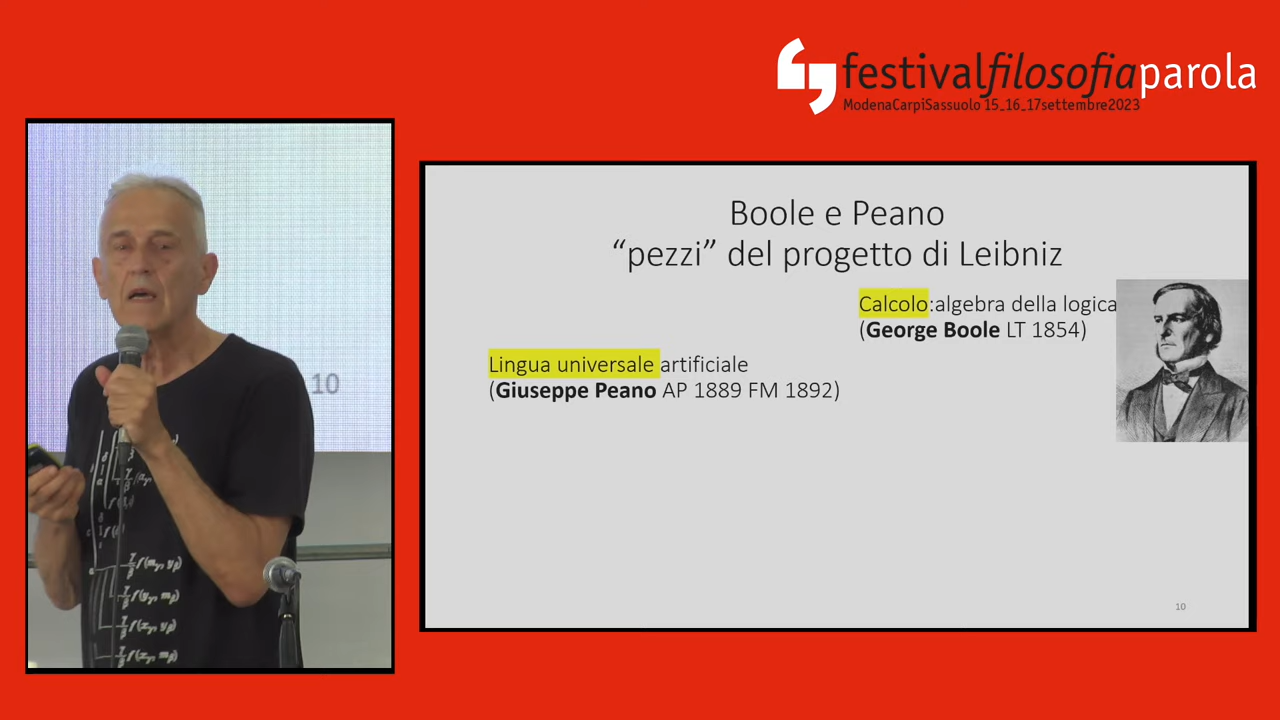 festivalfilosofiaparola
ModenaCarpiSassuolo 15_16_17settembre2023
Boole e Peano
“pezzi” del progetto di Leibniz
Calcolo:algebra della logica
(George Boole LT 1854)
Lingua universale artificiale
(Giuseppe Peano AP 1889 FM 1892)
10
10